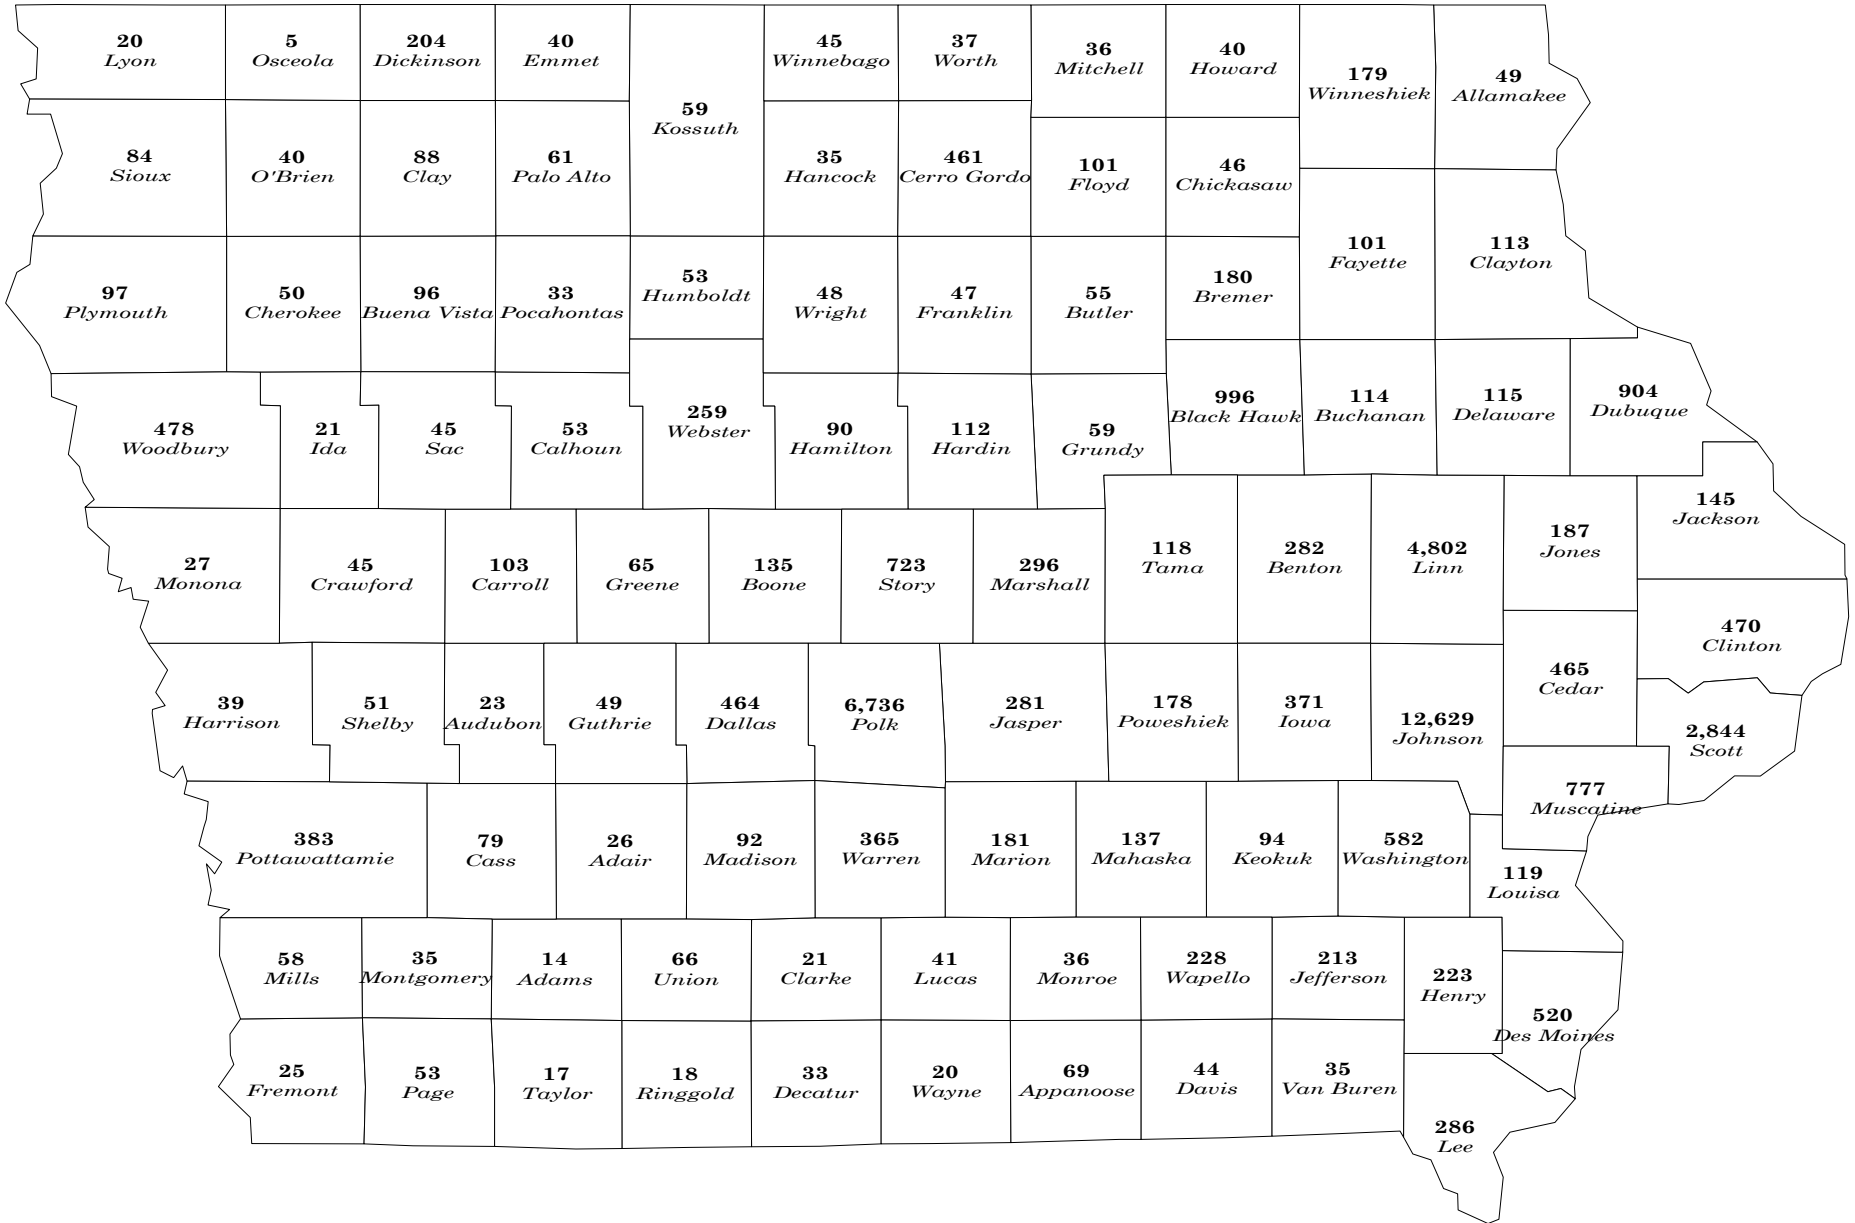 20
Lyon
5
Osceola
204
Dickinson
40
Emmet
59
Kossuth
45
Winnebago
37
Worth
36
Mitchell
40
Howard
179
Winneshiek
49
Allamakee
84
Sioux
40
O'Brien
88
Clay
61
Palo Alto
35
Hancock
461
Cerro Gordo
101
Floyd
46
Chickasaw
97
Plymouth
50
Cherokee
96
Buena Vista
33
Pocahontas
53
Humboldt
48
Wright
47
Franklin
55
Butler
180
Bremer
101
Fayette
113
Clayton
478
Woodbury
21
Ida
45
Sac
53
Calhoun
259
Webster
90
Hamilton
112
Hardin
59
Grundy
996
Black Hawk
114
Buchanan
115
Delaware
904
Dubuque
27
Monona
45
Crawford
103
Carroll
65
Greene
135
Boone
723
Story
296
Marshall
118
Tama
282
Benton
4,802
Linn
187
Jones
145
Jackson
39
Harrison
51
Shelby
23
Audubon
49
Guthrie
464
Dallas
6,736
Polk
281
Jasper
178
Poweshiek
371
Iowa
12,629
Johnson
465
Cedar
470
Clinton
2,844
Scott
777
Muscatine
383
Pottawattamie
79
Cass
26
Adair
92
Madison
365
Warren
181
Marion
137
Mahaska
94
Keokuk
582
Washington
119
Louisa
58
Mills
35
Montgomery
14
Adams
66
Union
21
Clarke
41
Lucas
36
Monroe
228
Wapello
213
Jefferson
223
Henry
520
Des Moines
25
Fremont
53
Page
17
Taylor
18
Ringgold
33
Decatur
20
Wayne
69
Appanoose
44
Davis
35
Van Buren
286
Lee